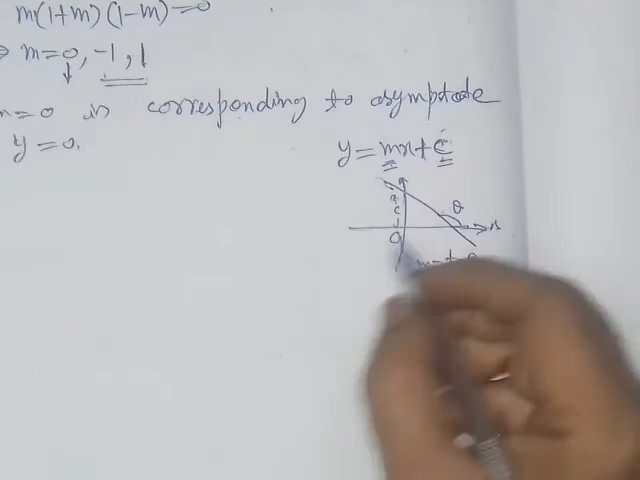 m(1+m)(1-m)=0
⇒ m=0, -1, 1
m=0 is corresponding to asymptote
y=0.
y=mx+c
θ
x
c
O